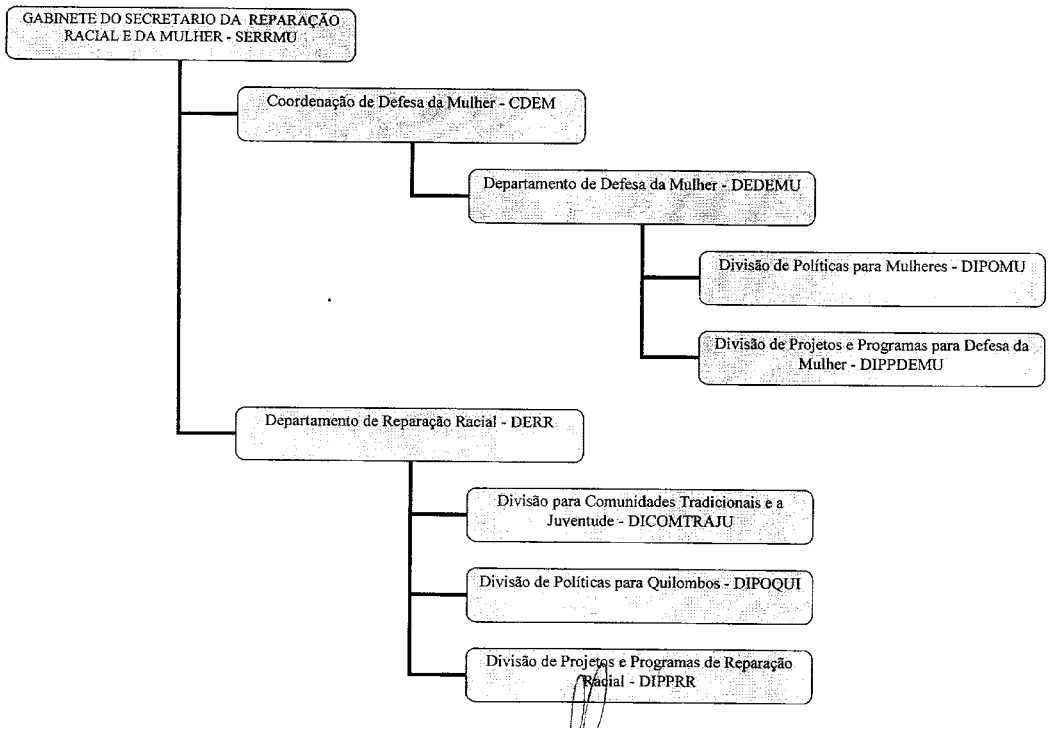 GABINETE DO SECRETARIO DA REPARAÇÃO
RACIAL E DA MULHER - SERRMU
Coordenação de Defesa da Mulher - CDEM
Departamento de Defesa da Mulher - DEDEMU
Divisão de Políticas para Mulheres - DIPOMU
Divisão de Projetos e Programas para Defesa da
Mulher - DIPPDEMU
Departamento de Reparação Racial - DERR
Divisão para Comunidades Tradicionais e a
Juventude - DICOMTRAJU
Divisão de Políticas para Quilombos - DIPOQUI
Divisão de Projetos e Programas de Reparação
Racial - DIPPRR